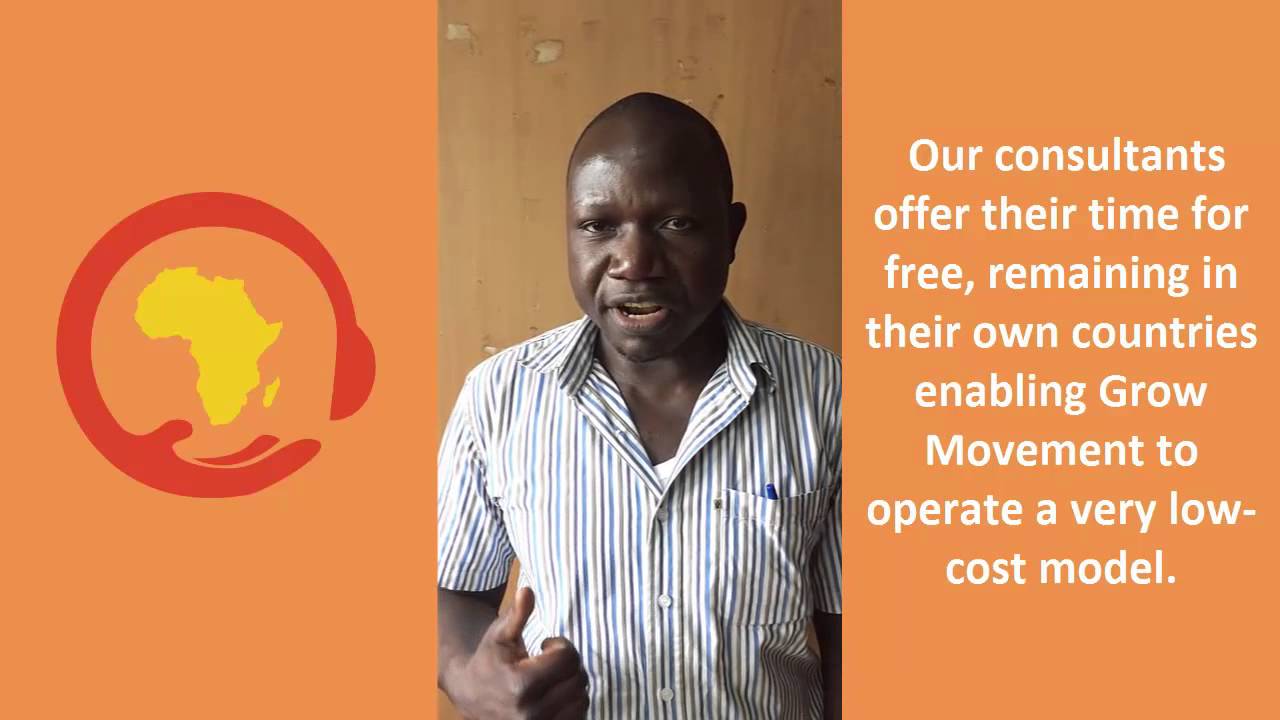 Our consultants
offer their time for
free, remaining in
their own countries
enabling Grow
Movement to
operate a very low-
cost model.